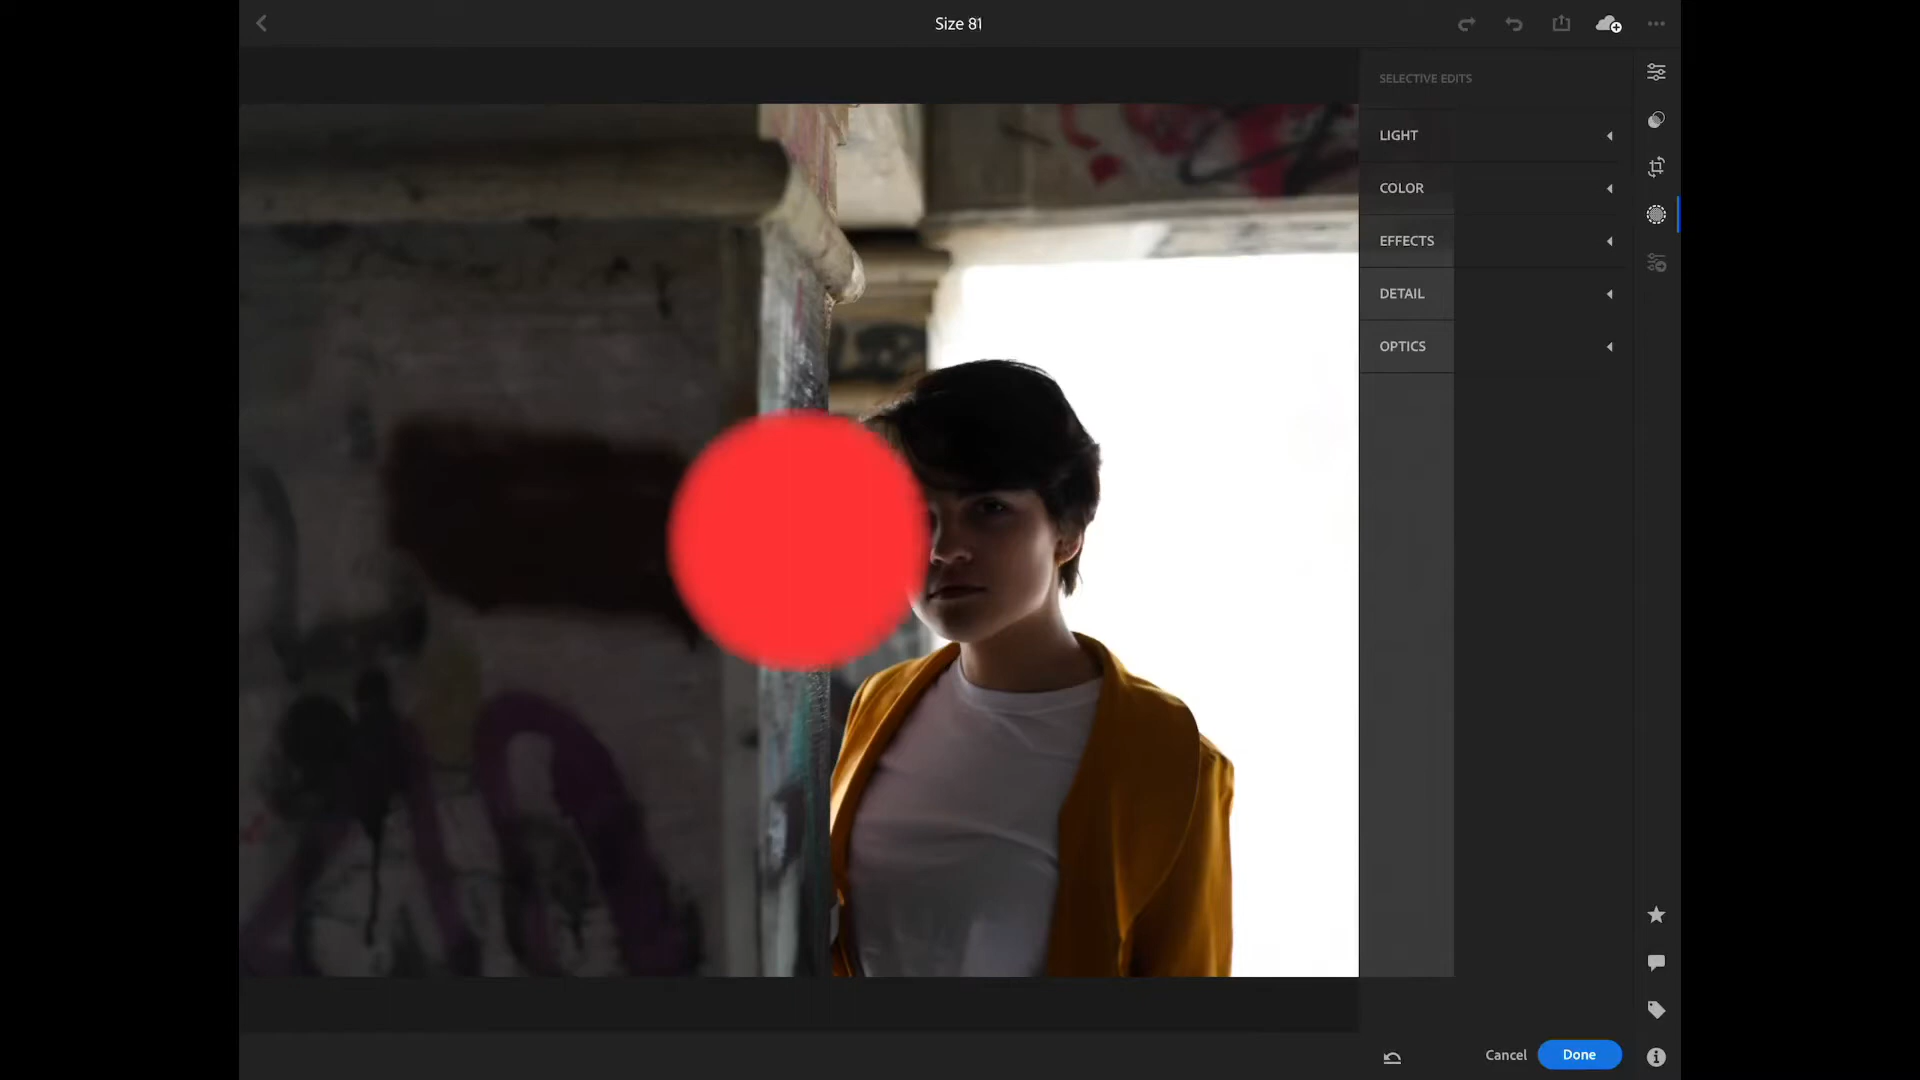 Size 81
SELECTIVE EDITS
LIGHT
COLOR
EFFECTS
DETAIL
OPTICS
Cancel
Done